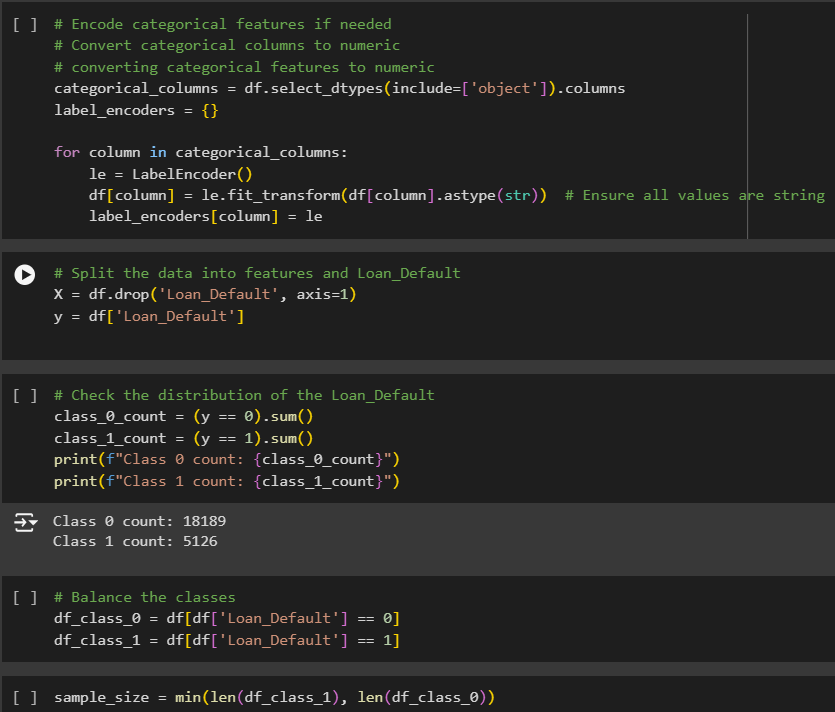 [ ] # Encode categorical features if needed
# Convert categorical columns to numeric
# converting categorical features to numeric
categorical_columns = df.select_dtypes(include=['object']).columns
label_encoders = {}
for column in categorical_columns:
    le = LabelEncoder()
    df[column] = le.fit_transform(df[column].astype(str))  # Ensure all values are string
    label_encoders[column] = le
# Split the data into features and Loan_Default
X = df.drop('Loan_Default', axis=1)
y = df['Loan_Default']
[ ] # Check the distribution of the Loan_Default
class_0_count = (y == 0).sum()
class_1_count = (y == 1).sum()
print(f"Class 0 count: {class_0_count}")
print(f"Class 1 count: {class_1_count}")
Class 0 count: 18189
Class 1 count: 5126
[ ] # Balance the classes
df_class_0 = df[df['Loan_Default'] == 0]
df_class_1 = df[df['Loan_Default'] == 1]
[ ] sample_size = min(len(df_class_1), len(df_class_0))